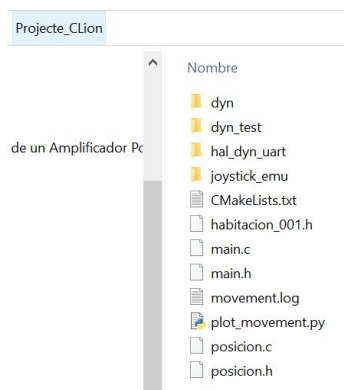 Projecte_CLion
Nombre
dyn
dyn_test
de un Amplificador Po
hal_dyn_uart
joystick_emu
CMakeLists.txt
habitacion_001.h
main.c
main.h
movement.log
plot_movement.py
posicion.c
posicion.h